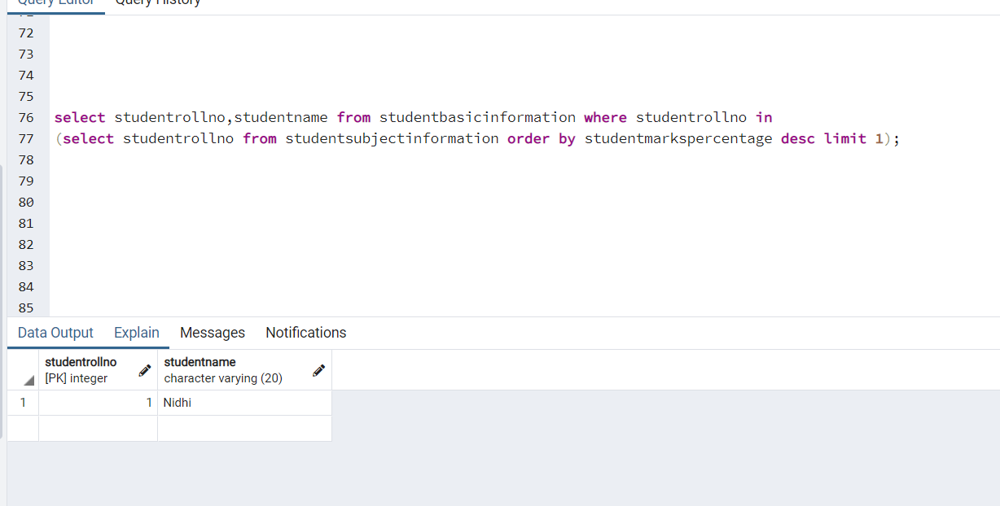 Query Editor Query History
72
73
74
75
76 select studentrollno,studentname from studentbasicinformation where studentrollno in
77 (select studentrollno from studentsubjectinformation order by studentmarkspercentage desc limit 1);
78
79
80
81
82
83
84
85
Data Output Explain Messages Notifications
studentrollno studentname
[PK] integer character varying (20)
1 1 Nidhi